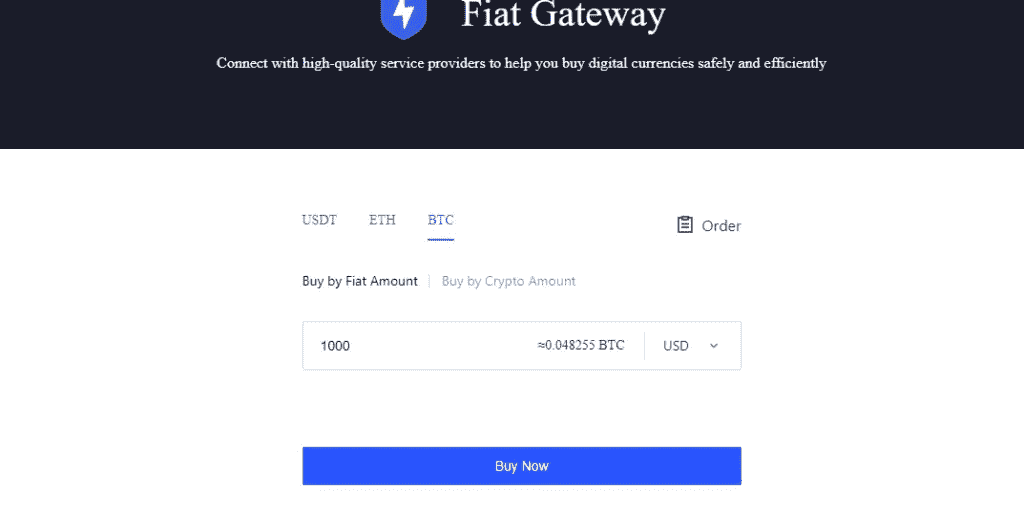 Fiat Gateway
Connect with high-quality service providers to help you buy digital currencies safely and efficiently
USDT ETH BTC Order
Buy by Fiat Amount Buy by Crypto Amount
1000 ≈0.048255 BTC USD
Buy Now